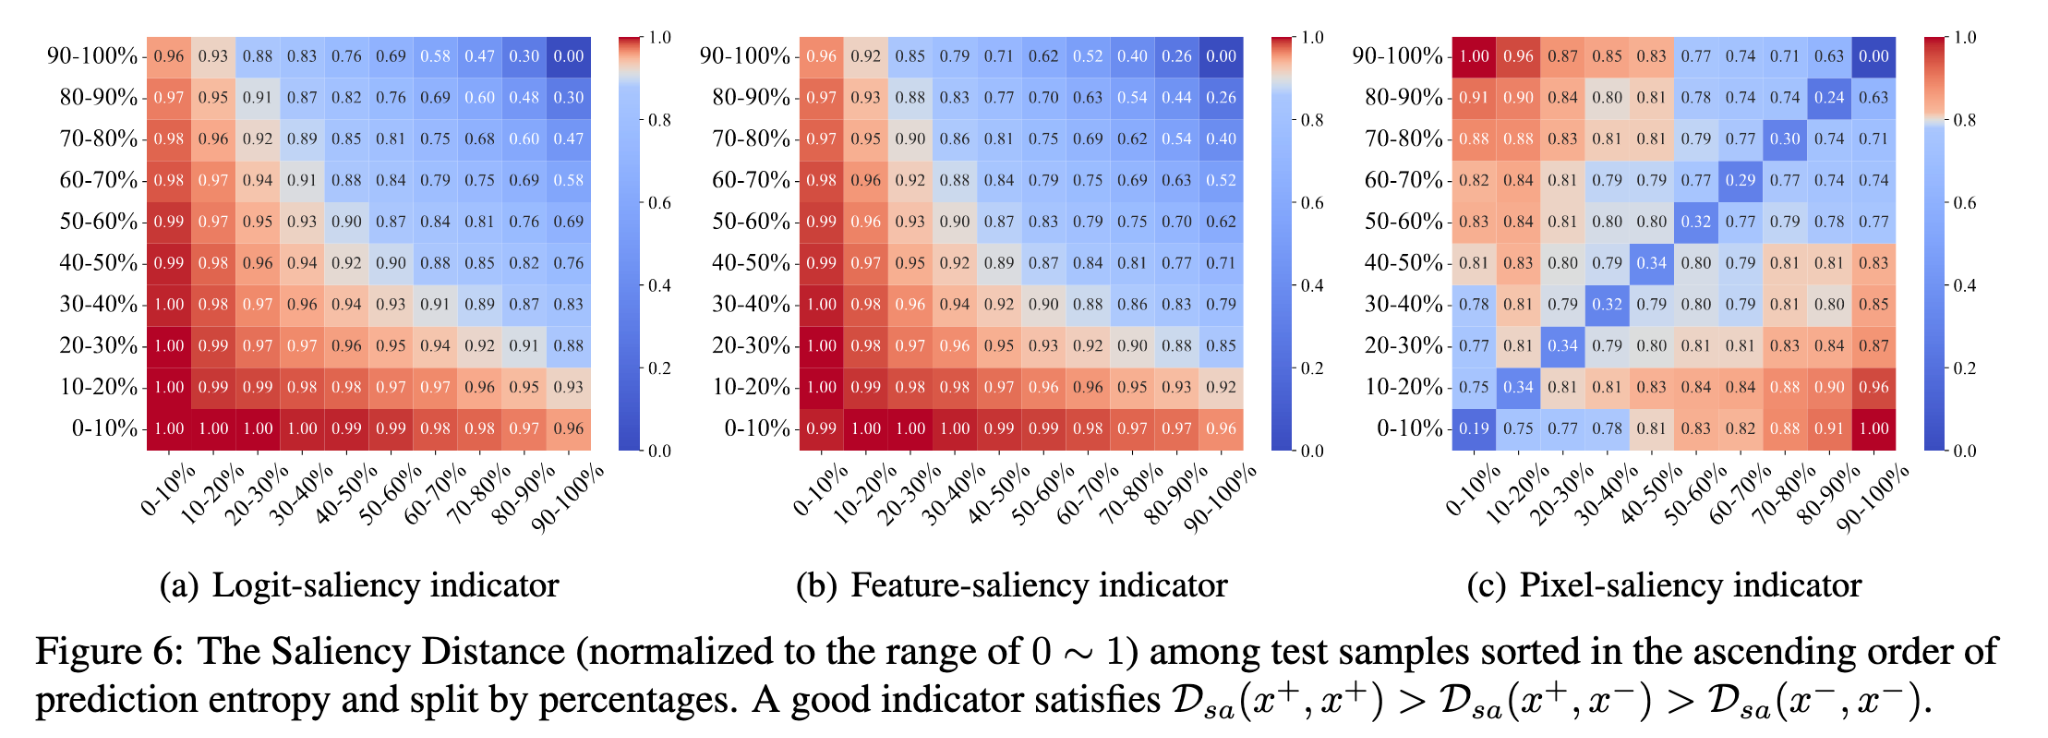 90-100% 0.96 0.93 0.88 0.83 0.76 0.69 0.58 0.47 0.30 0.00
80-90% 0.97 0.95 0.91 0.87 0.82 0.76 0.69 0.60 0.48 0.30
70-80% 0.98 0.96 0.92 0.89 0.85 0.81 0.75 0.68 0.60 0.47
60-70% 0.98 0.97 0.94 0.91 0.88 0.84 0.79 0.75 0.69 0.58
50-60% 0.99 0.97 0.95 0.93 0.90 0.87 0.84 0.81 0.76 0.69
40-50% 0.99 0.98 0.96 0.94 0.92 0.90 0.88 0.85 0.82 0.76
30-40% 1.00 0.98 0.97 0.96 0.94 0.93 0.91 0.89 0.87 0.83
20-30% 1.00 0.99 0.97 0.97 0.96 0.95 0.94 0.92 0.91 0.88
10-20% 1.00 0.99 0.99 0.98 0.98 0.97 0.97 0.96 0.95 0.93
0-10% 1.00 1.00 1.00 1.00 0.99 0.99 0.98 0.98 0.97 0.96
0-10% 10-20% 20-30% 30-40% 40-50% 50-60% 60-70% 70-80% 80-90% 90-100%
1.0
0.8
0.6
0.4
0.2
0.0
(a) Logit-saliency indicator
90-100% 0.96 0.92 0.85 0.79 0.71 0.62 0.52 0.40 0.26 0.00
80-90% 0.97 0.93 0.88 0.83 0.77 0.70 0.63 0.54 0.44 0.26
70-80% 0.97 0.95 0.90 0.86 0.81 0.75 0.69 0.62 0.54 0.40
60-70% 0.98 0.96 0.92 0.88 0.84 0.79 0.75 0.69 0.63 0.52
50-60% 0.99 0.96 0.93 0.90 0.87 0.83 0.79 0.75 0.70 0.62
40-50% 0.99 0.97 0.95 0.92 0.89 0.87 0.84 0.81 0.77 0.71
30-40% 1.00 0.98 0.96 0.94 0.92 0.90 0.88 0.86 0.83 0.79
20-30% 1.00 0.98 0.97 0.96 0.95 0.93 0.92 0.90 0.88 0.85
10-20% 1.00 0.99 0.98 0.98 0.97 0.96 0.96 0.95 0.93 0.92
0-10% 0.99 1.00 1.00 1.00 0.99 0.99 0.98 0.97 0.97 0.96
0-10% 10-20% 20-30% 30-40% 40-50% 50-60% 60-70% 70-80% 80-90% 90-100%
1.0
0.8
0.6
0.4
0.2
0.0
(b) Feature-saliency indicator
90-100% 1.00 0.96 0.87 0.85 0.83 0.77 0.74 0.71 0.63 0.00
80-90% 0.91 0.90 0.84 0.80 0.81 0.78 0.74 0.74 0.24 0.63
70-80% 0.88 0.88 0.83 0.81 0.81 0.79 0.77 0.30 0.74 0.71
60-70% 0.82 0.84 0.81 0.79 0.79 0.77 0.29 0.77 0.74 0.74
50-60% 0.83 0.84 0.81 0.80 0.80 0.32 0.77 0.79 0.78 0.77
40-50% 0.81 0.83 0.80 0.79 0.34 0.80 0.79 0.81 0.81 0.83
30-40% 0.78 0.81 0.79 0.32 0.79 0.80 0.79 0.81 0.80 0.85
20-30% 0.77 0.81 0.34 0.79 0.80 0.81 0.81 0.83 0.84 0.87
10-20% 0.75 0.34 0.81 0.81 0.83 0.84 0.84 0.88 0.90 0.96
0-10% 0.19 0.75 0.77 0.78 0.81 0.83 0.82 0.88 0.91 1.00
0-10% 10-20% 20-30% 30-40% 40-50% 50-60% 60-70% 70-80% 80-90% 90-100%
1.0
0.8
0.6
0.4
0.2
0.0
(c) Pixel-saliency indicator
Figure 6: The Saliency Distance (normalized to the range of 0 ∼ 1) among test samples sorted in the ascending order of
prediction entropy and split by percentages. A good indicator satisfies 𝒟ₛₐ(x⁺, x⁺) > 𝒟ₛₐ(x⁺, x⁻) > 𝒟ₛₐ(x⁻, x⁻).